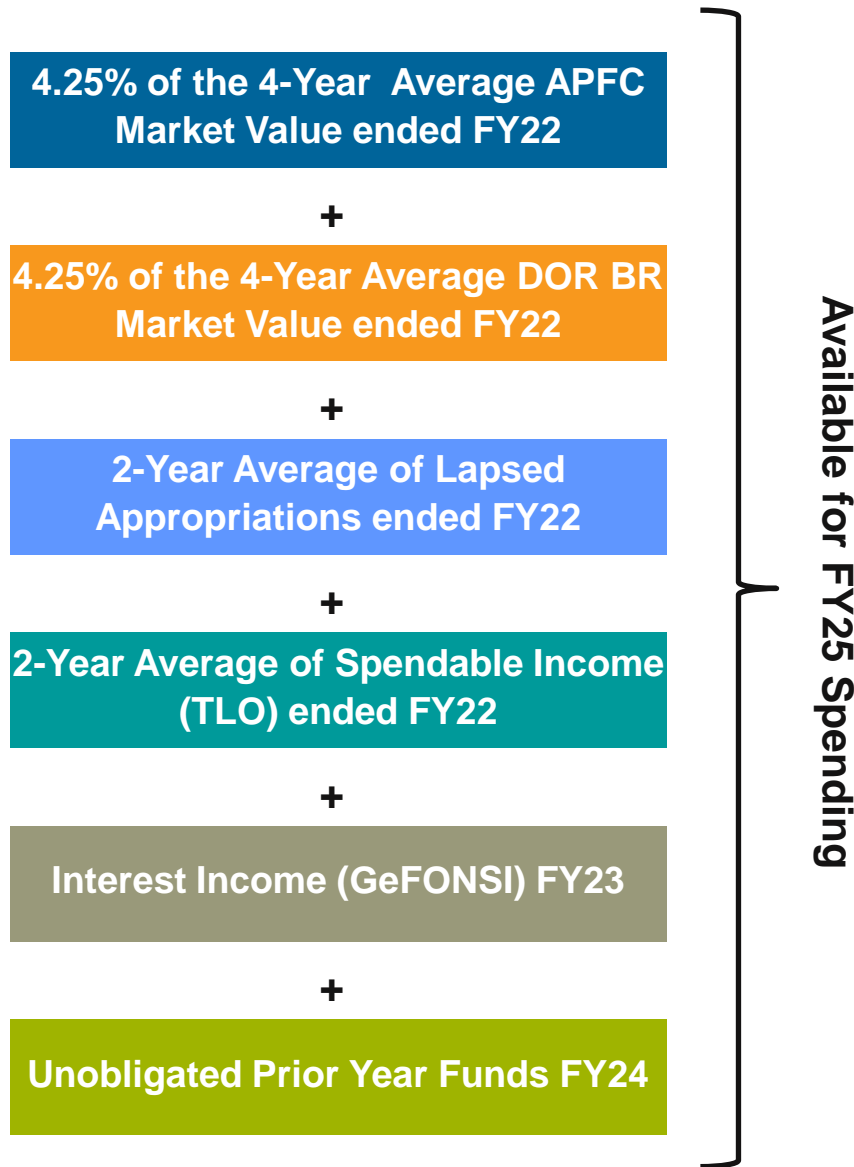 4.25% of the 4-Year Average APFC
Market Value ended FY22
+
4.25% of the 4-Year Average DOR BR
Market Value ended FY22
+
2-Year Average of Lapsed
Appropriations ended FY22
+
2-Year Average of Spendable Income
(TLO) ended FY22
+
Interest Income (GeFONSI) FY23
+
Unobligated Prior Year Funds FY24
Available for FY25 Spending